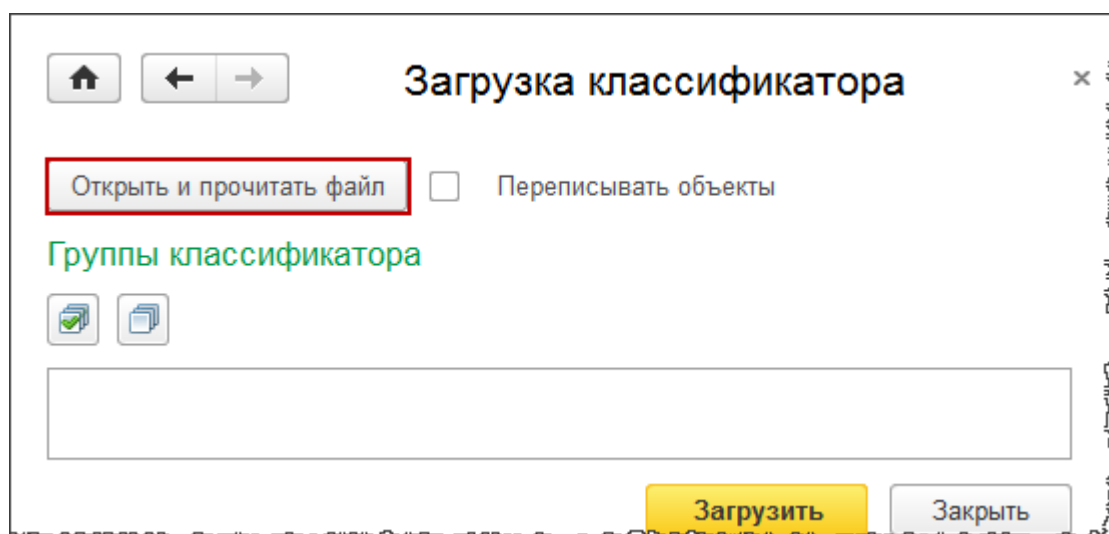 Загрузка классификатора
Открыть и прочитать файл Переписывать объекты
Группы классификатора
Загрузить Закрыть